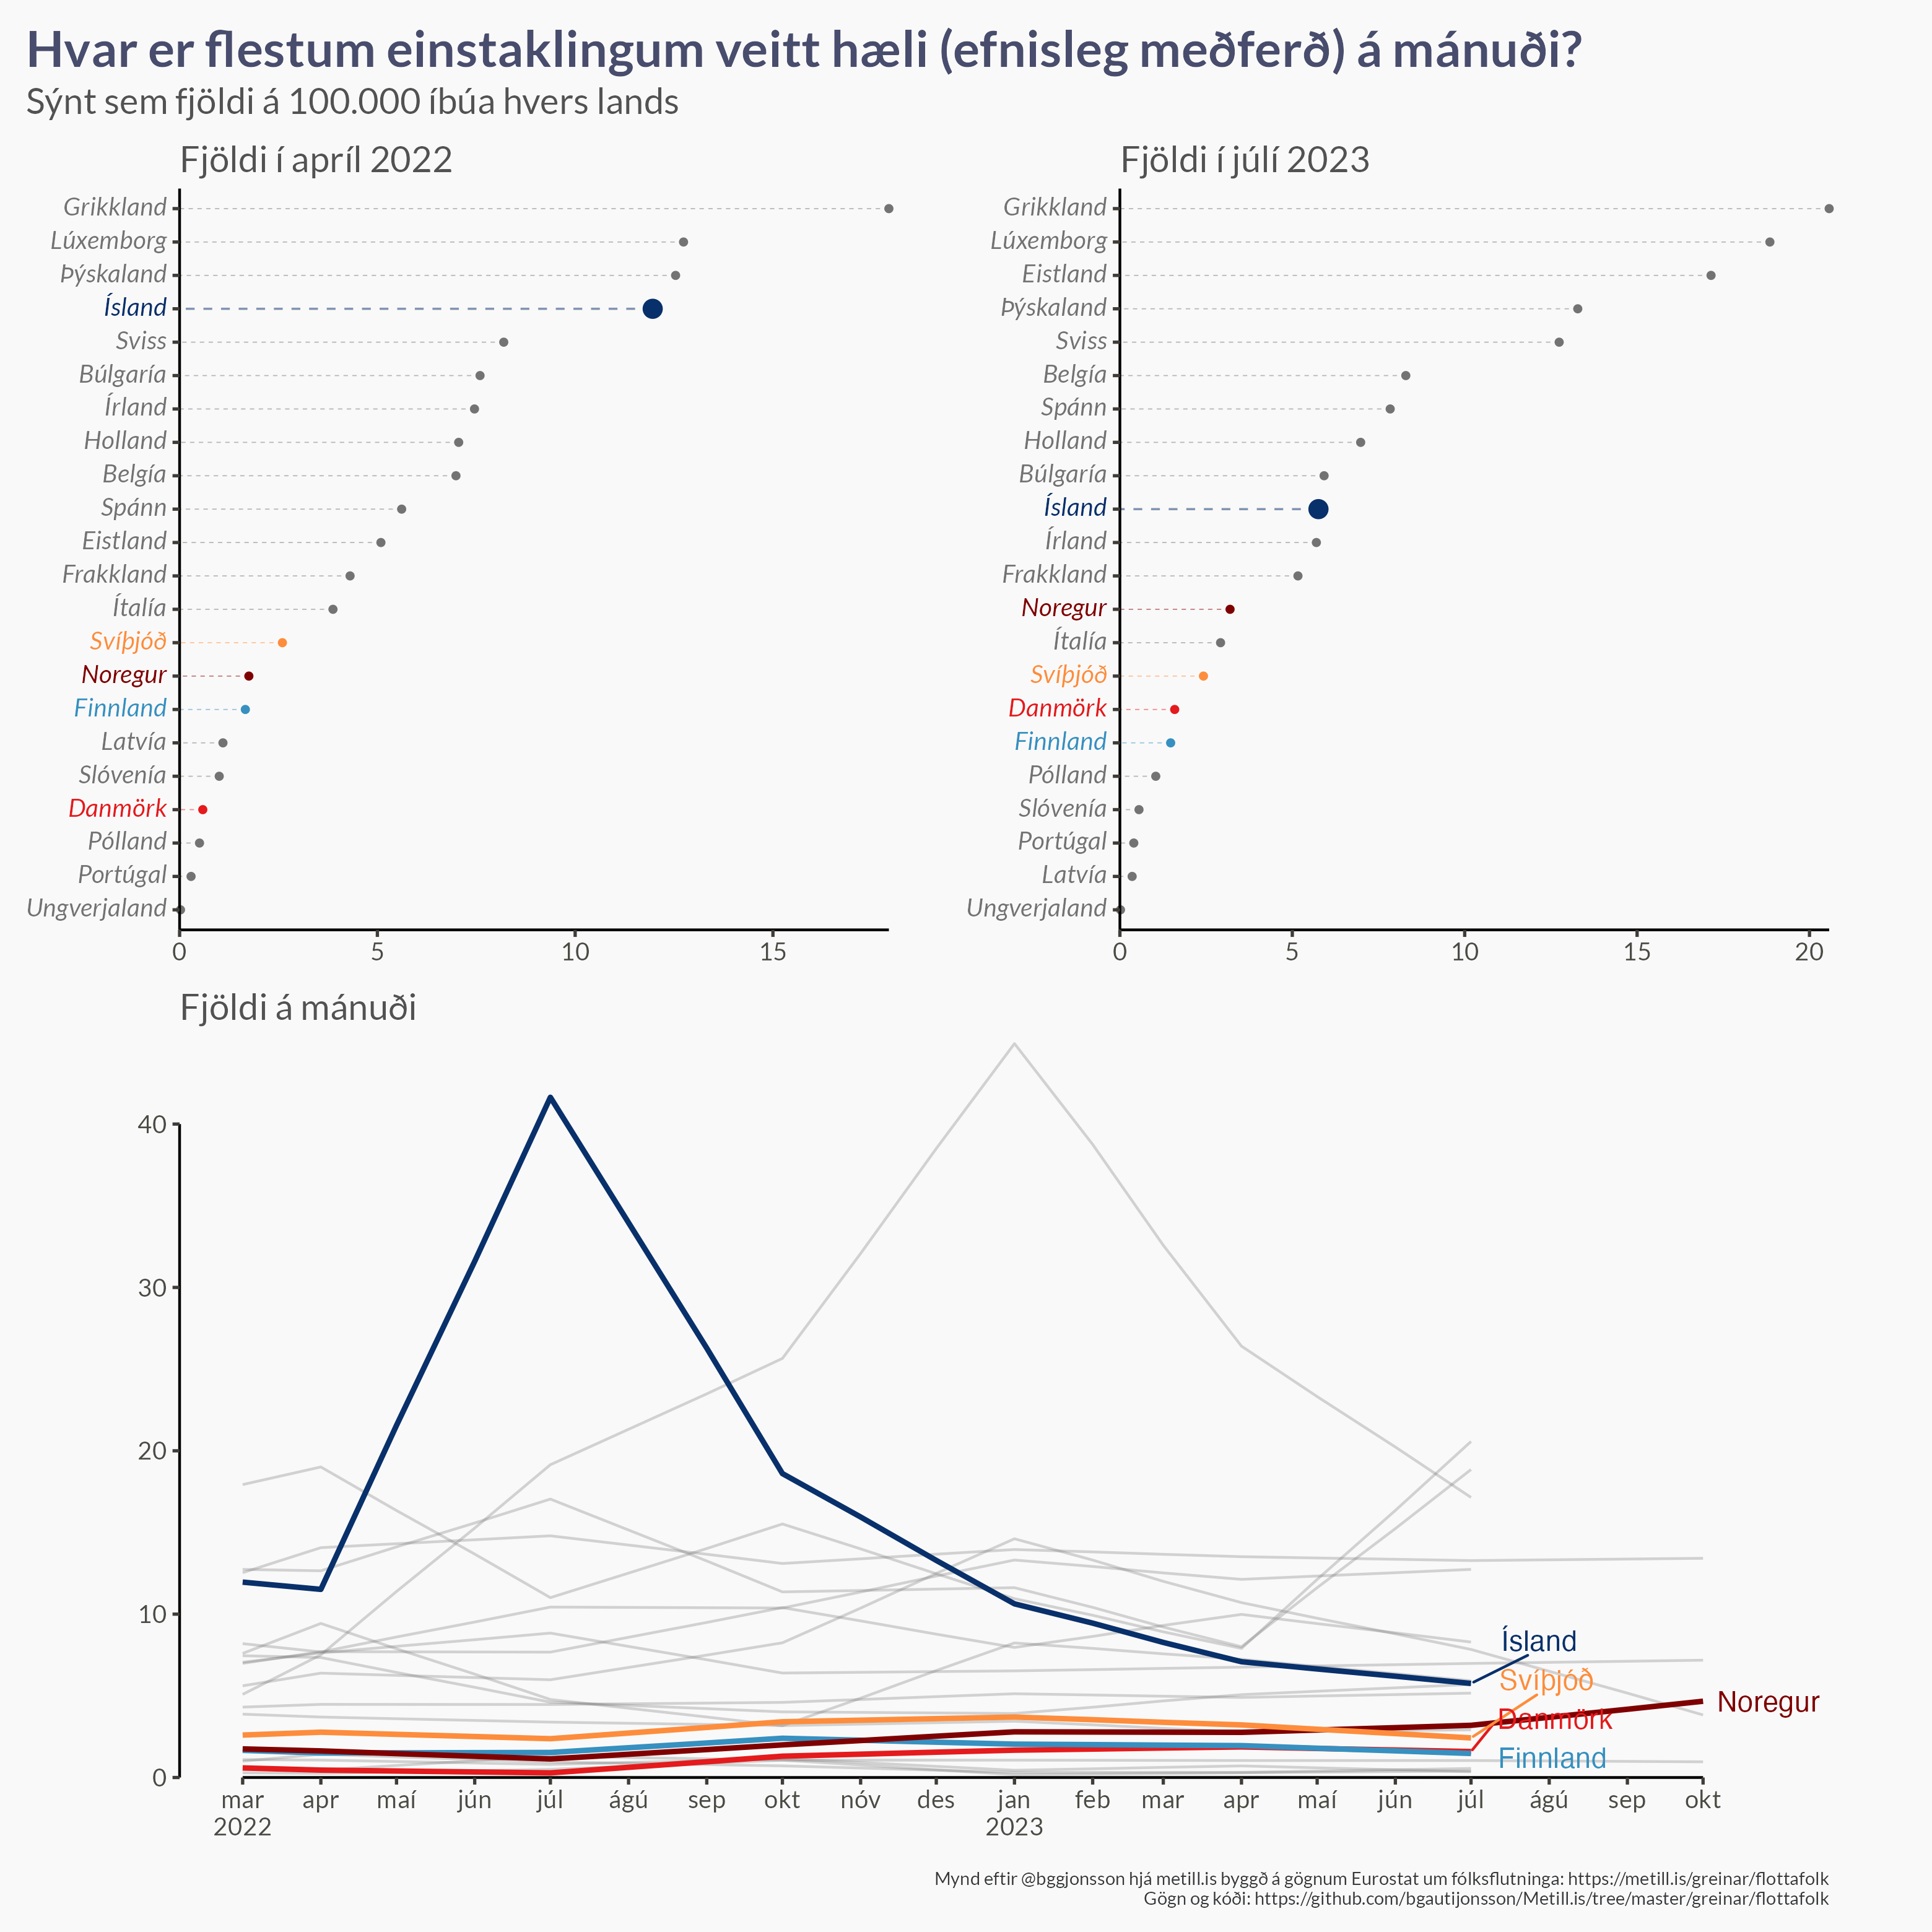 Hvar er flestum einstaklingum veitt hæli (efnisleg meðferð) á mánuði?
Sýnt sem fjöldi á 100.000 íbúa hvers lands
Fjöldi í apríl 2022
Grikkland
Lúxemborg
Þýskaland
Ísland
Sviss
Búlgaría
Írland
Holland
Belgía
Spánn
Eistland
Frakkland
Ítalía
Svíþjóð
Noregur
Finnland
Latvía
Slóvenía
Danmörk
Pólland
Portúgal
Ungverjaland
0 5 10 15
Fjöldi í júlí 2023
Grikkland
Lúxemborg
Eistland
Þýskaland
Sviss
Belgía
Spánn
Holland
Búlgaría
Ísland
Írland
Frakkland
Noregur
Ítalía
Svíþjóð
Danmörk
Finnland
Pólland
Slóvenía
Portúgal
Latvía
Ungverjaland
0 5 10 15 20
Fjöldi á mánuði
40
30
20
10
0
Ísland
Svíþjóð
Noregur
Danmörk
Finnland
mar apr maí jún júl ágú sep okt nóv des jan feb mar apr maí jún júl ágú sep okt
2022 2023
Mynd eftir @bggjonsson hjá metill.is byggð á gögnum Eurostat um fólksflutninga: https://metill.is/greinar/flottafolk
Gögn og kóði: https://github.com/bgautijonsson/Metill.is/tree/master/greinar/flottafolk